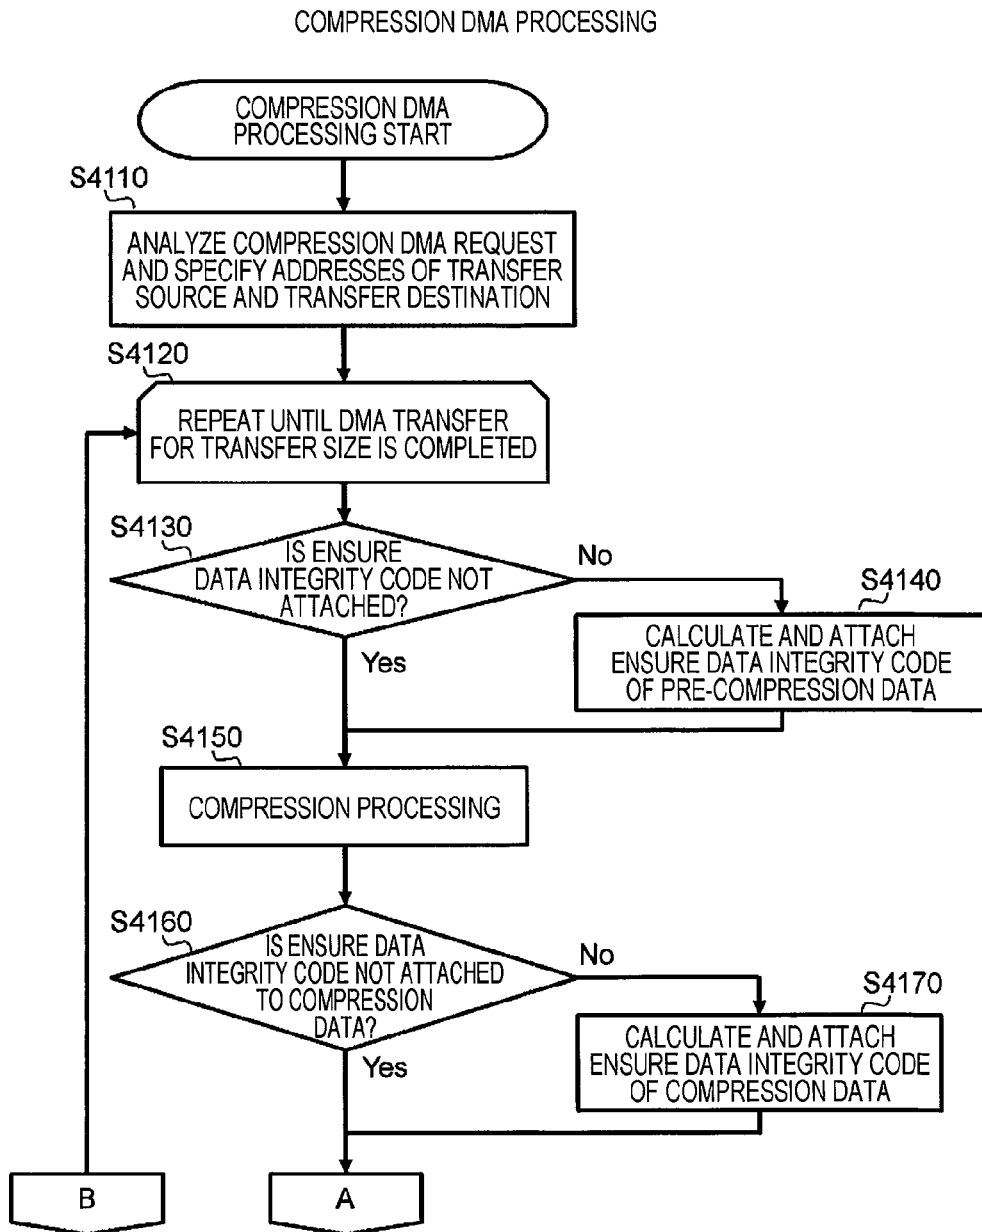 COMPRESSION DMA PROCESSING
COMPRESSION DMA
PROCESSING START
S4110
ANALYZE COMPRESSION DMA REQUEST
AND SPECIFY ADDRESSES OF TRANSFER
SOURCE AND TRANSFER DESTINATION
S4120
REPEAT UNTIL DMA TRANSFER
FOR TRANSFER SIZE IS COMPLETED
S4130
IS ENSURE
DATA INTEGRITY CODE NOT
ATTACHED?
No
Yes
S4140
CALCULATE AND ATTACH
ENSURE DATA INTEGRITY CODE
OF PRE-COMPRESSION DATA
S4150
COMPRESSION PROCESSING
S4160
IS ENSURE DATA
INTEGRITY CODE NOT ATTACHED
TO COMPRESSION
DATA?
No
Yes
S4170
CALCULATE AND ATTACH
ENSURE DATA INTEGRITY CODE
OF COMPRESSION DATA
B
A